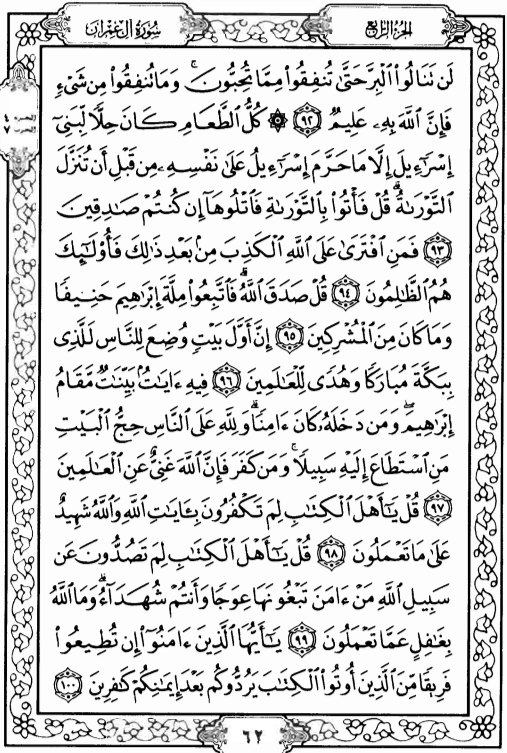 سُورَةُ آلِ عِمْرَان
الجُزْءُ الرَّابِعُ
لَن تَنَالُوا۟ ٱلْبِرَّ حَتَّىٰ تُنفِقُوا۟ مِمَّا تُحِبُّونَ ۚ وَمَا تُنفِقُوا۟ مِن شَىْءٍ
فَإِنَّ ٱللَّهَ بِهِۦ عَلِيمٌ ٩٢ ۞ كُلُّ ٱلطَّعَامِ كَانَ حِلًّا لِّبَنِىٓ
إِسْرَٰٓءِيلَ إِلَّا مَا حَرَّمَ إِسْرَٰٓءِيلُ عَلَىٰ نَفْسِهِۦ مِن قَبْلِ أَن تُنَزَّلَ
ٱلتَّوْرَىٰةُ ۗ قُلْ فَأْتُوا۟ بِٱلتَّوْرَىٰةِ فَٱتْلُوهَآ إِن كُنتُمْ صَٰدِقِينَ
٩٣ فَمَنِ ٱفْتَرَىٰ عَلَى ٱللَّهِ ٱلْكَذِبَ مِنۢ بَعْدِ ذَٰلِكَ فَأُو۟لَٰٓئِكَ
هُمُ ٱلظَّٰلِمُونَ ٩٤ قُلْ صَدَقَ ٱللَّهُ ۗ فَٱتَّبِعُوا۟ مِلَّةَ إِبْرَٰهِيمَ حَنِيفًا
وَمَا كَانَ مِنَ ٱلْمُشْرِكِينَ ٩٥ إِنَّ أَوَّلَ بَيْتٍ وُضِعَ لِلنَّاسِ لَلَّذِى
بِبَكَّةَ مُبَارَكًا وَهُدًى لِّلْعَٰلَمِينَ ٩٦ فِيهِ ءَايَٰتٌۢ بَيِّنَٰتٌ مَّقَامُ
إِبْرَٰهِيمَ ۖ وَمَن دَخَلَهُۥ كَانَ ءَامِنًا ۗ وَلِلَّهِ عَلَى ٱلنَّاسِ حِجُّ ٱلْبَيْتِ
مَنِ ٱسْتَطَاعَ إِلَيْهِ سَبِيلًا ۚ وَمَن كَفَرَ فَإِنَّ ٱللَّهَ غَنِىٌّ عَنِ ٱلْعَٰلَمِينَ
٩٧ قُلْ يَٰٓأَهْلَ ٱلْكِتَٰبِ لِمَ تَكْفُرُونَ بِـَٔايَٰتِ ٱللَّهِ وَٱللَّهُ شَهِيدٌ
عَلَىٰ مَا تَعْمَلُونَ ٩٨ قُلْ يَٰٓأَهْلَ ٱلْكِتَٰبِ لِمَ تَصُدُّونَ عَن
سَبِيلِ ٱللَّهِ مَنْ ءَامَنَ تَبْغُونَهَا عِوَجًا وَأَنتُمْ شُهَدَآءُ ۗ وَمَا ٱللَّهُ
بِغَٰفِلٍ عَمَّا تَعْمَلُونَ ٩٩ يَٰٓأَيُّهَا ٱلَّذِينَ ءَامَنُوٓا۟ إِن تُطِيعُوا۟
فَرِيقًا مِّنَ ٱلَّذِينَ أُوتُوا۟ ٱلْكِتَٰبَ يَرُدُّوكُم بَعْدَ إِيمَٰنِكُمْ كَٰفِرِينَ ١٠٠
٦٢